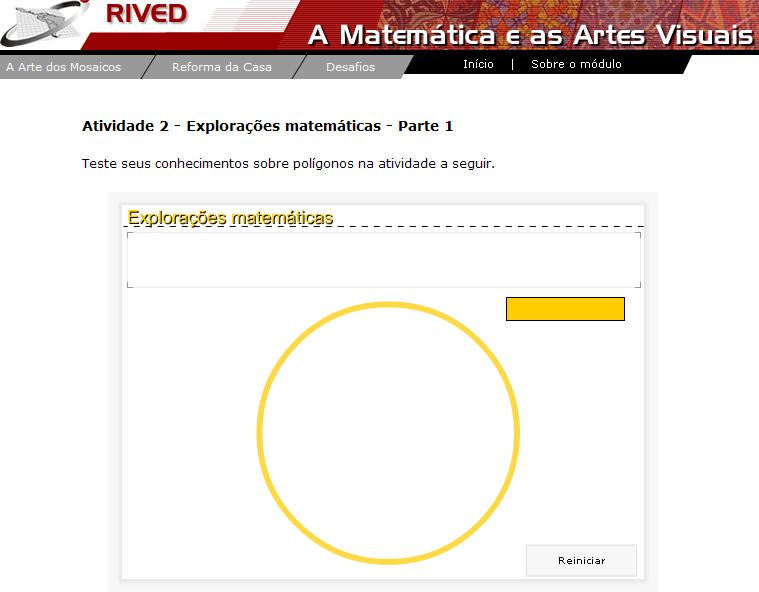 RIVED
A Matemática e as Artes Visuais
A Arte dos Mosaicos
Reforma da Casa
Desafios
Início | Sobre o módulo
Atividade 2 - Explorações matemáticas - Parte 1
Teste seus conhecimentos sobre polígonos na atividade a seguir.
Explorações matemáticas
Reiniciar